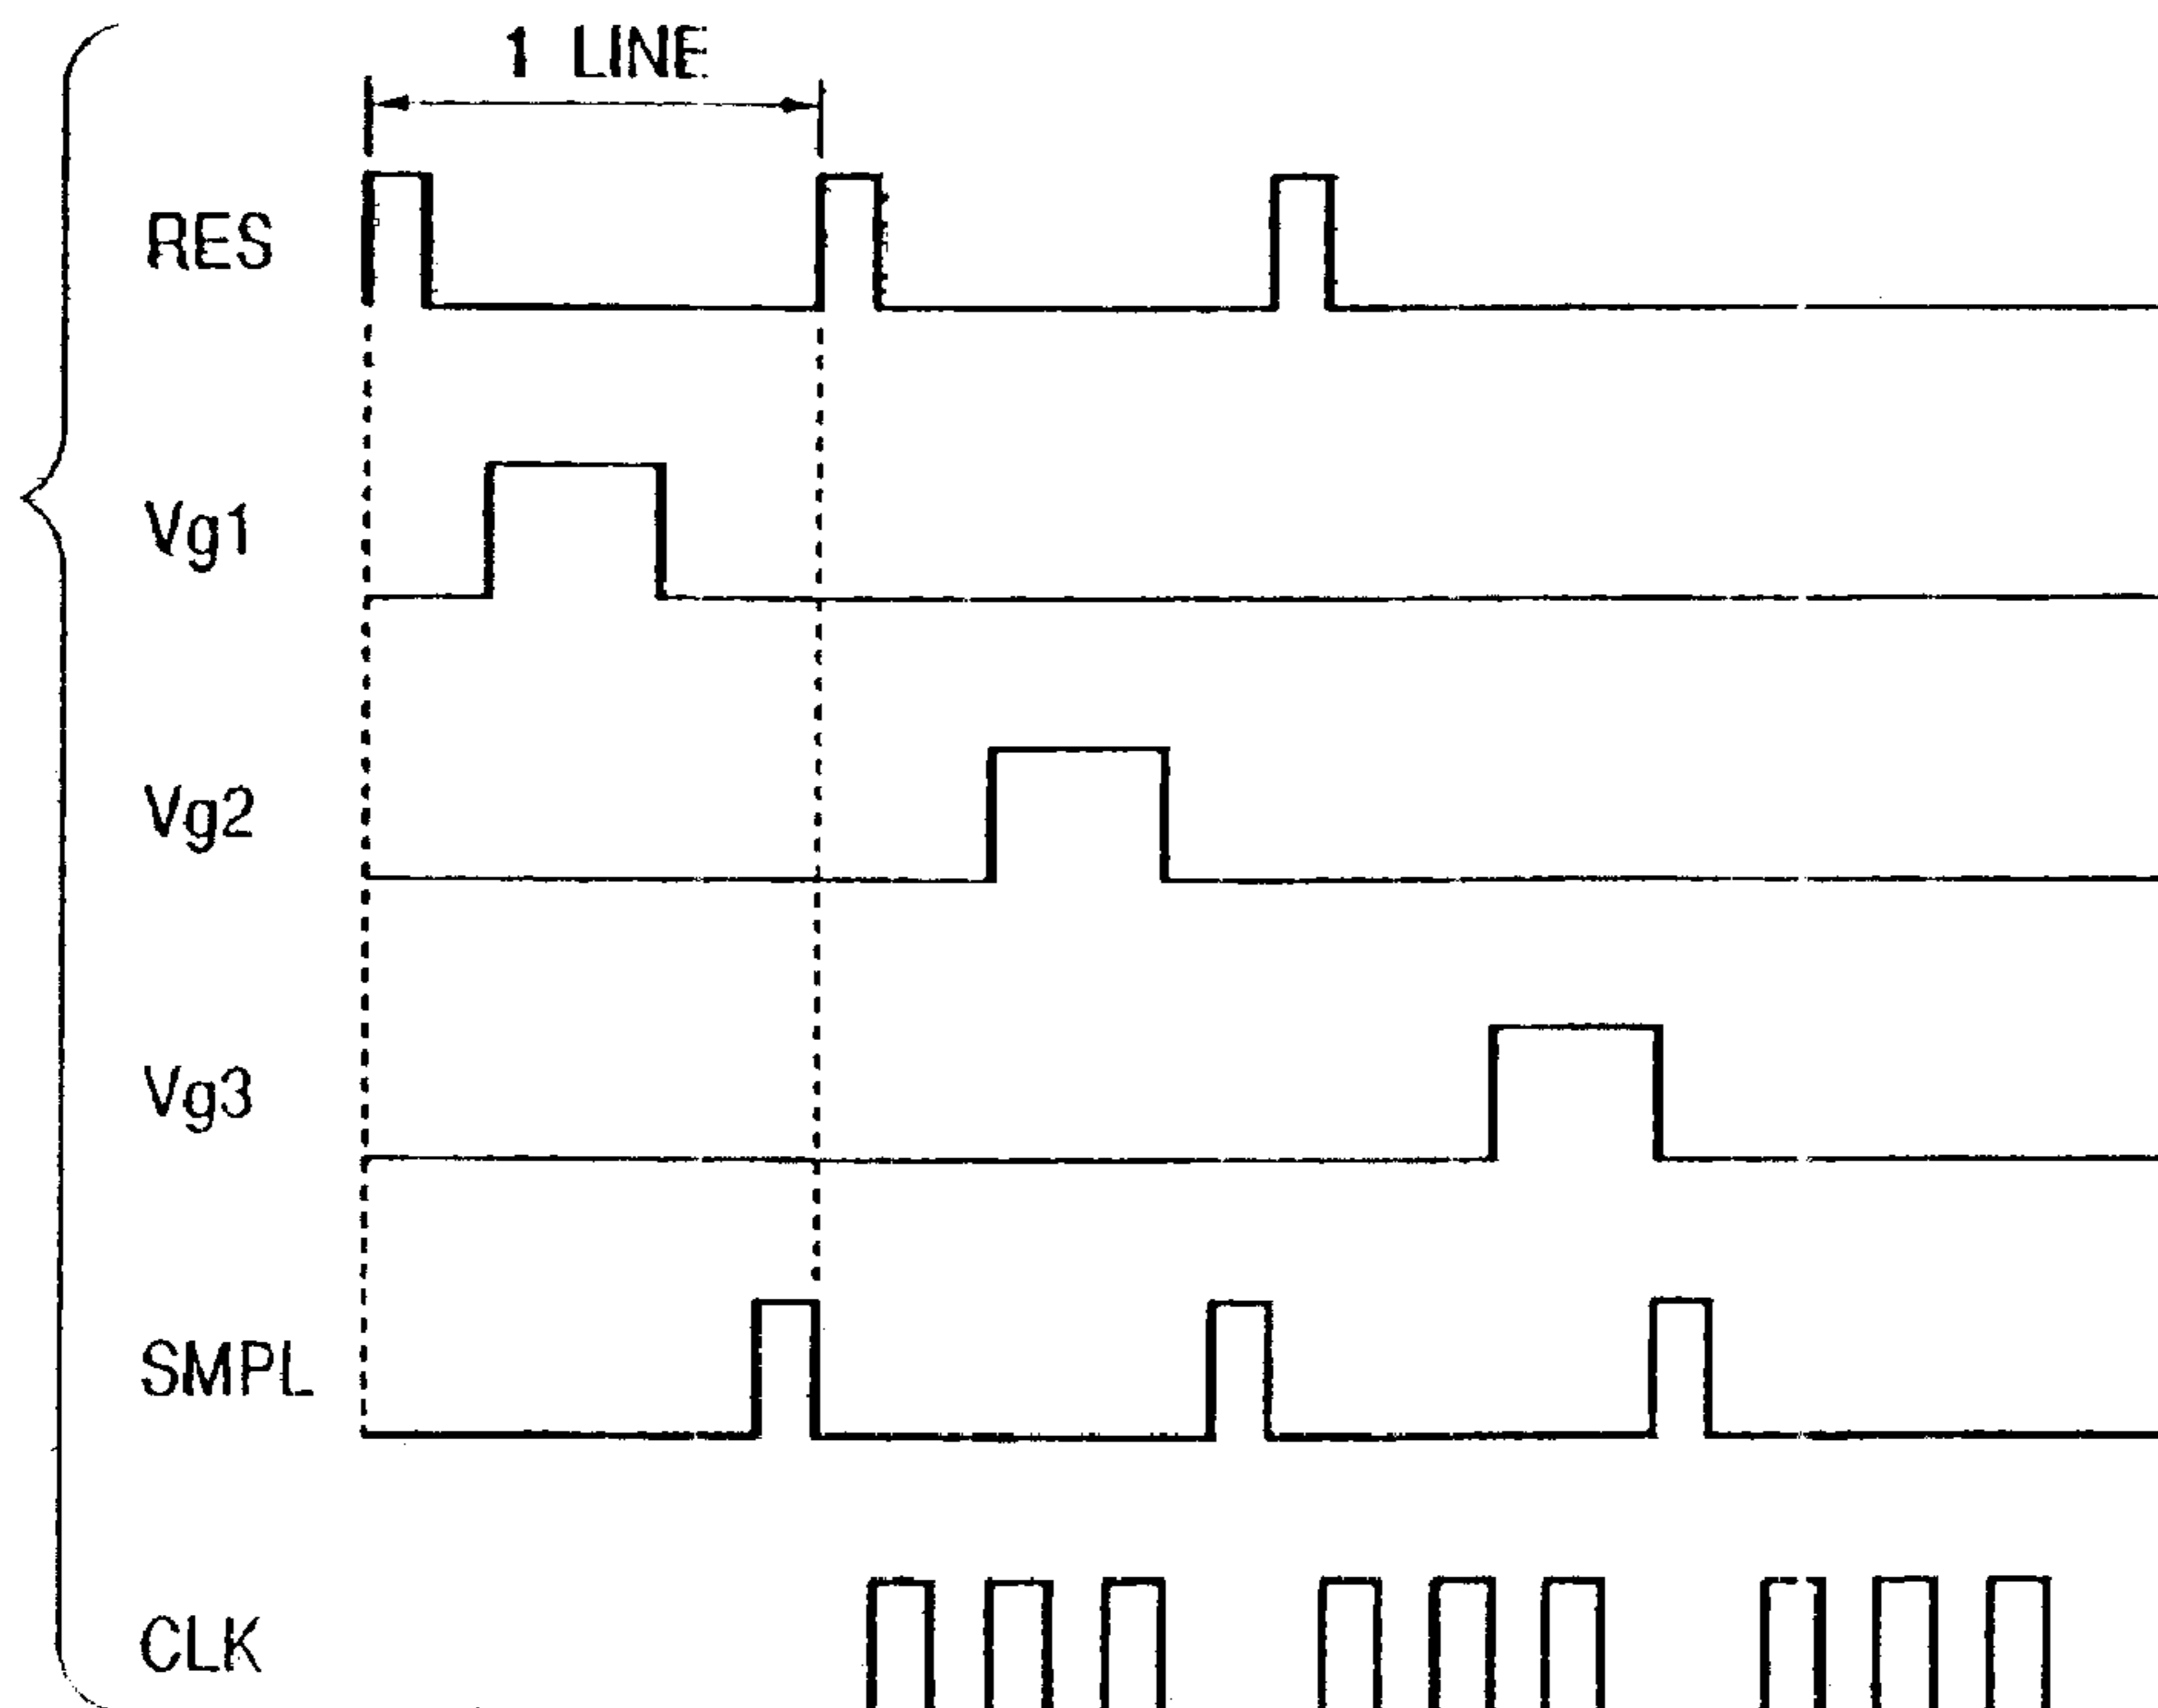 1 LINE
RES
Vg1
Vg2
Vg3
SMPL
CLK